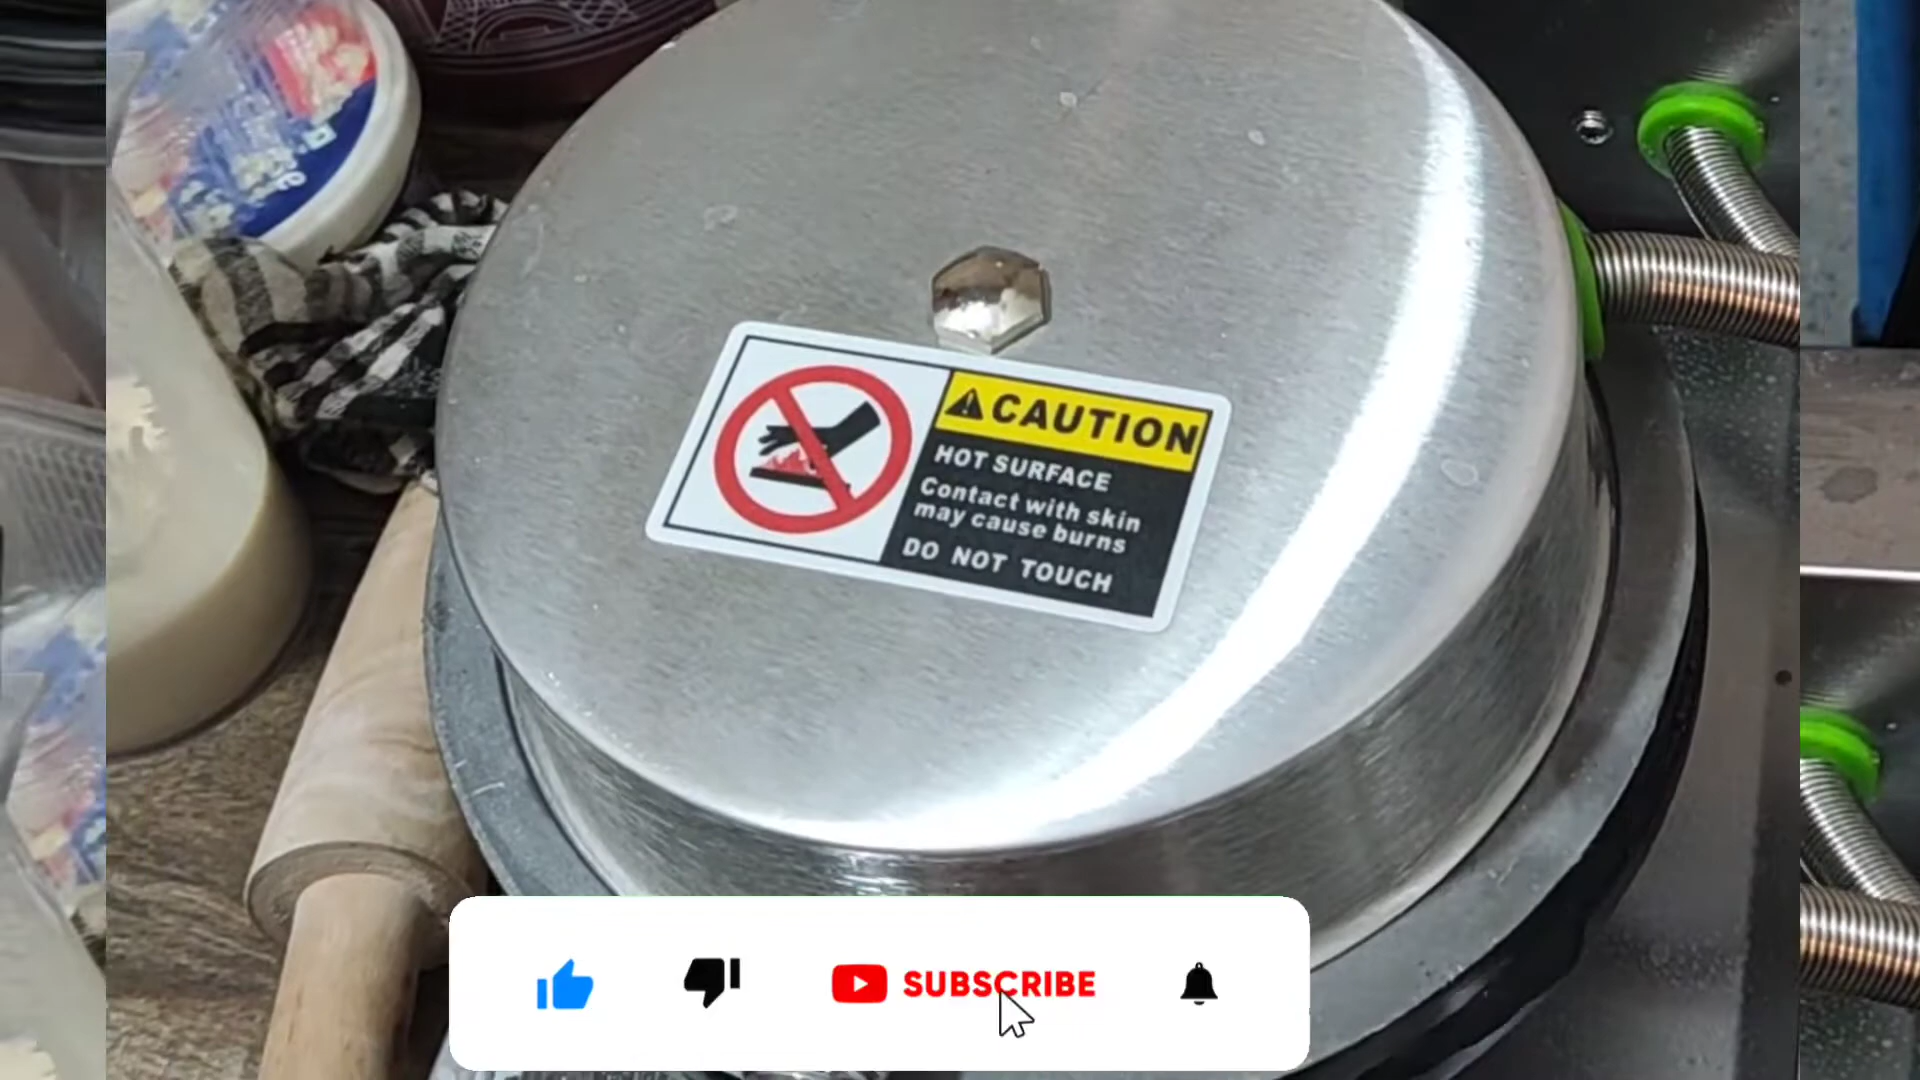 CAUTION
HOT SURFACE
Contact with skin
may cause burns
DO NOT TOUCH
SUBSCRIBE